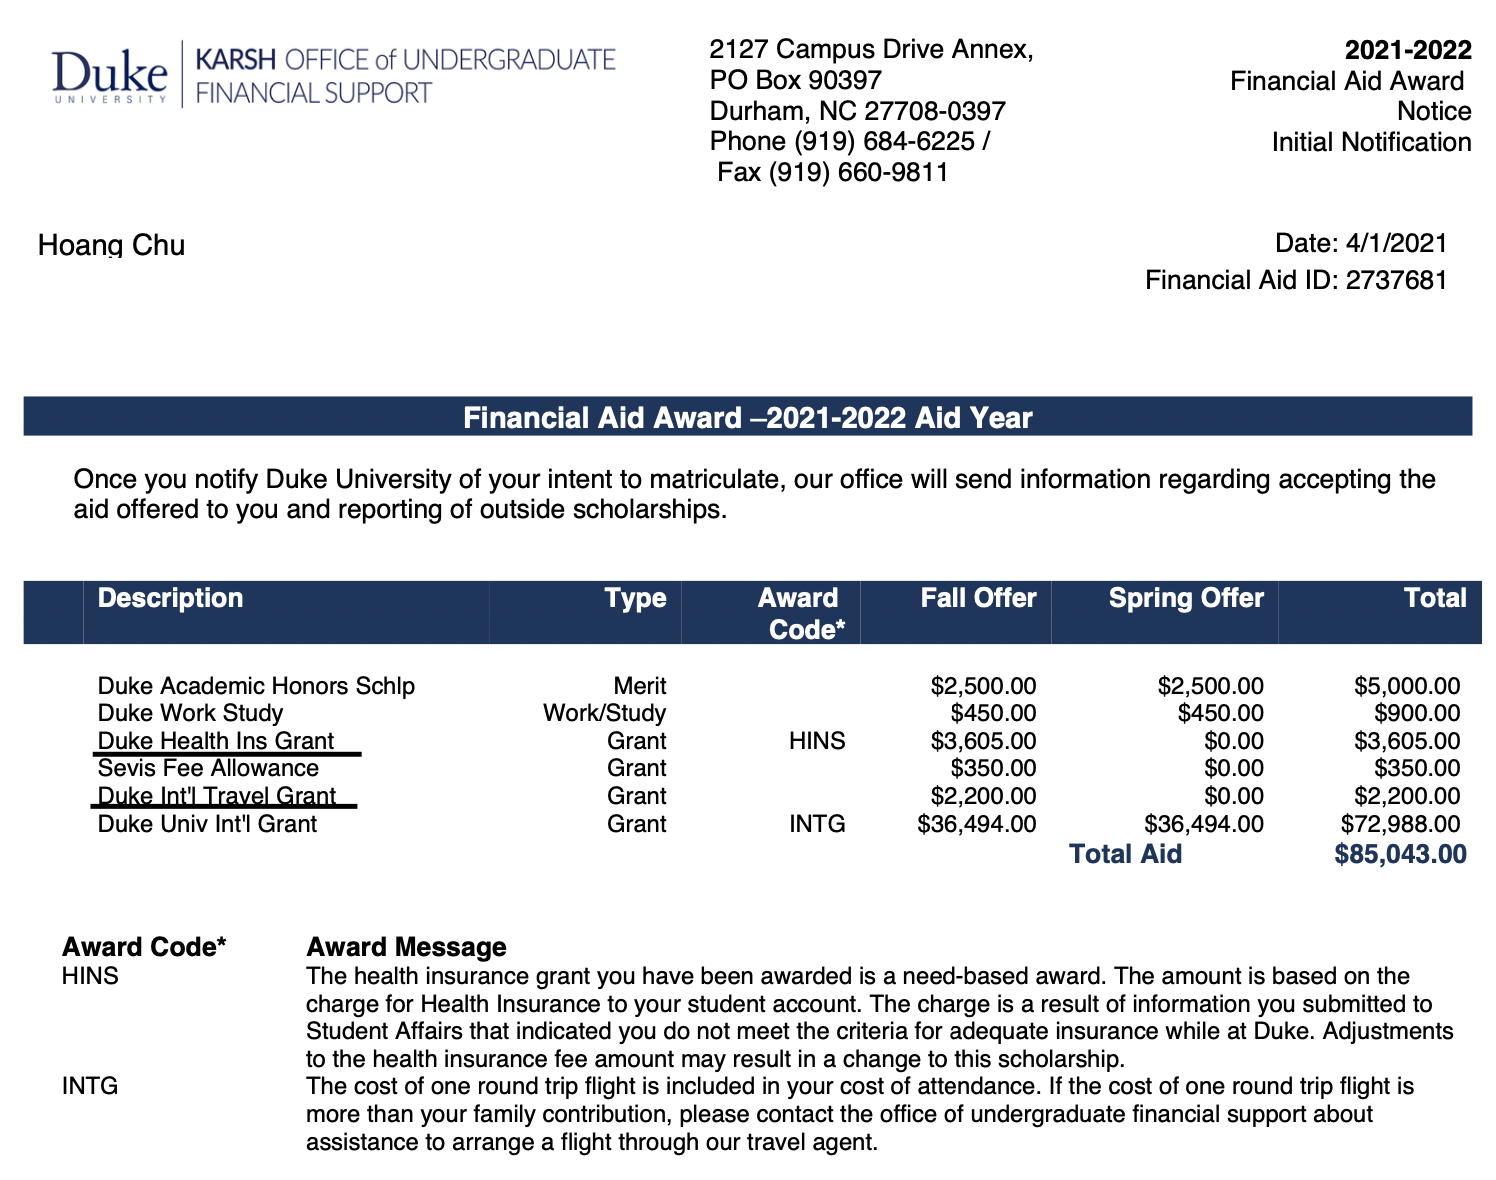 Duke UNIVERSITY
KARSH OFFICE of UNDERGRADUATE
FINANCIAL SUPPORT
2127 Campus Drive Annex,
PO Box 90397
Durham, NC 27708-0397
Phone (919) 684-6225 /
Fax (919) 660-9811
2021-2022
Financial Aid Award
Notice
Initial Notification
Hoang Chu
Date: 4/1/2021
Financial Aid ID: 2737681
Financial Aid Award –2021-2022 Aid Year
Once you notify Duke University of your intent to matriculate, our office will send information regarding accepting the
aid offered to you and reporting of outside scholarships.
Description Type Award Code* Fall Offer Spring Offer Total
Duke Academic Honors Schlp Merit $2,500.00 $2,500.00 $5,000.00
Duke Work Study Work/Study $450.00 $450.00 $900.00
Duke Health Ins Grant Grant HINS $3,605.00 $0.00 $3,605.00
Sevis Fee Allowance Grant $350.00 $0.00 $350.00
Duke Int'l Travel Grant Grant $2,200.00 $0.00 $2,200.00
Duke Univ Int'l Grant Grant INTG $36,494.00 $36,494.00 $72,988.00
Total Aid $85,043.00
Award Code* Award Message
HINS The health insurance grant you have been awarded is a need-based award. The amount is based on the
charge for Health Insurance to your student account. The charge is a result of information you submitted to
Student Affairs that indicated you do not meet the criteria for adequate insurance while at Duke. Adjustments
to the health insurance fee amount may result in a change to this scholarship.
INTG The cost of one round trip flight is included in your cost of attendance. If the cost of one round trip flight is
more than your family contribution, please contact the office of undergraduate financial support about
assistance to arrange a flight through our travel agent.